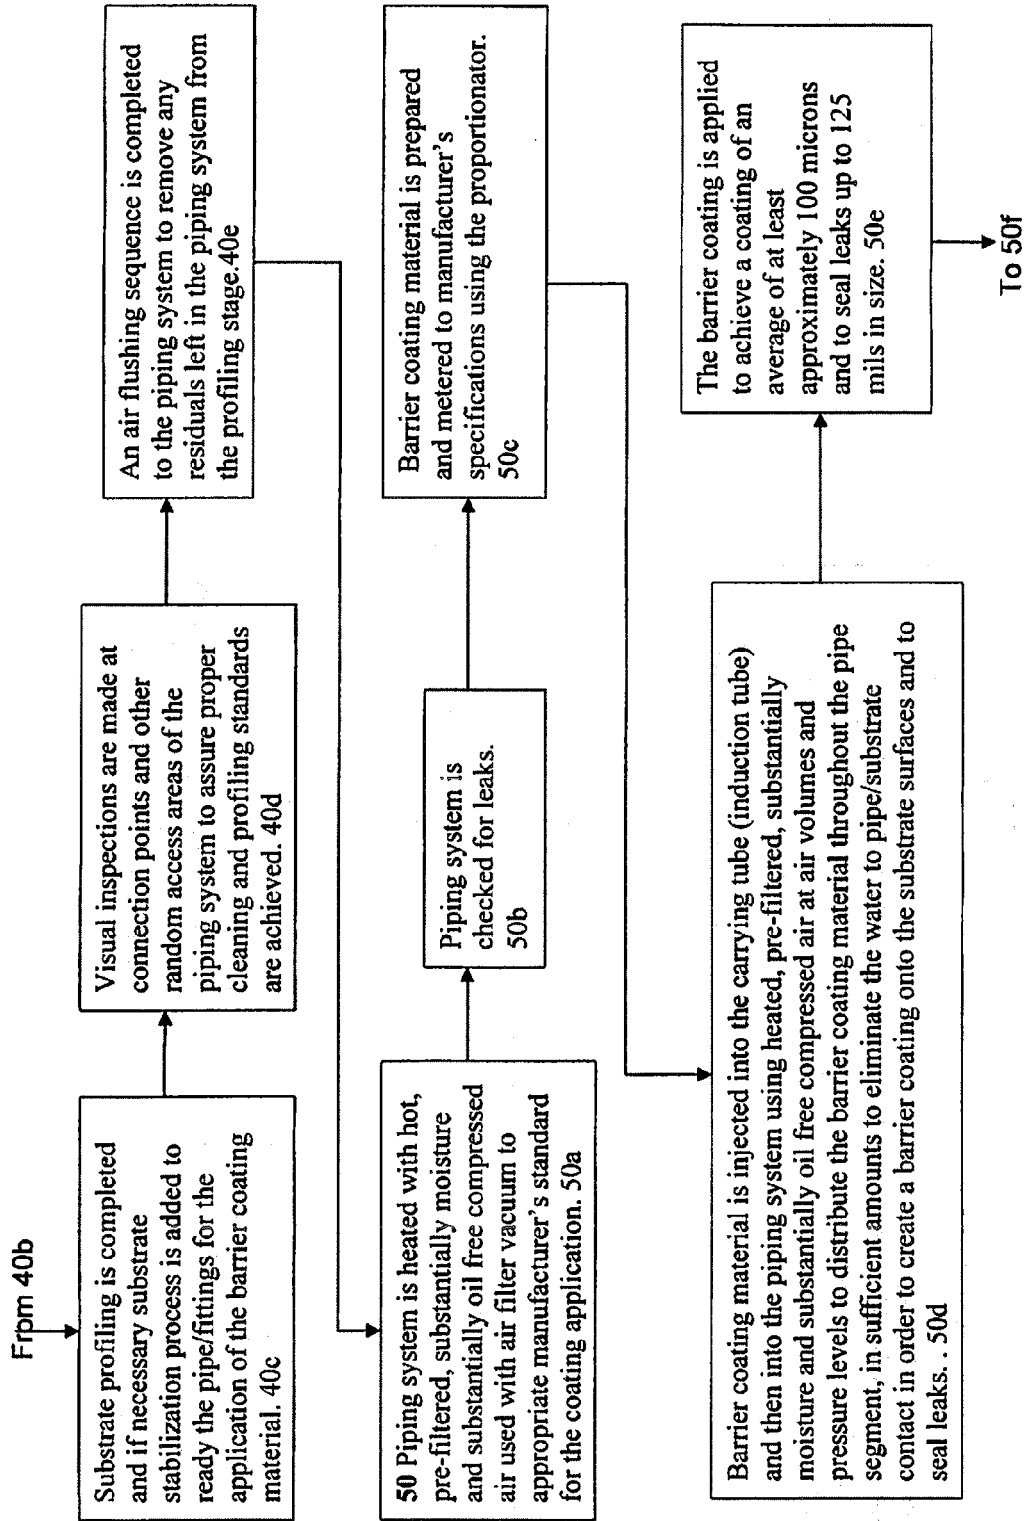 Frpm 40b
Substrate profiling is completed
and if necessary substrate
stabilization process is added to
ready the pipe/fittings for the
application of the barrier coating
material. 40c
Visual inspections are made at
connection points and other
random access areas of the
piping system to assure proper
cleaning and profiling standards
are achieved. 40d
An air flushing sequence is completed
to the piping system to remove any
residuals left in the piping system from
the profiling stage.40e
50 Piping system is heated with hot,
pre-filtered, substantially moisture
and substantially oil free compressed
air used with air filter vacuum to
appropriate manufacturer's standard
for the coating application. 50a
Piping system is
checked for leaks.
50b
Barrier coating material is prepared
and metered to manufacturer's
specifications using the proportionator.
50c
Barrier coating material is injected into the carrying tube (induction tube)
and then into the piping system using heated, pre-filtered, substantially
moisture and substantially oil free compressed air at air volumes and
pressure levels to distribute the barrier coating material throughout the pipe
segment, in sufficient amounts to eliminate the water to pipe/substrate
contact in order to create a barrier coating onto the substrate surfaces and to
seal leaks. . 50d
The barrier coating is applied
to achieve a coating of an
average of at least
approximately 100 microns
and to seal leaks up to 125
mils in size. 50e
To 50f